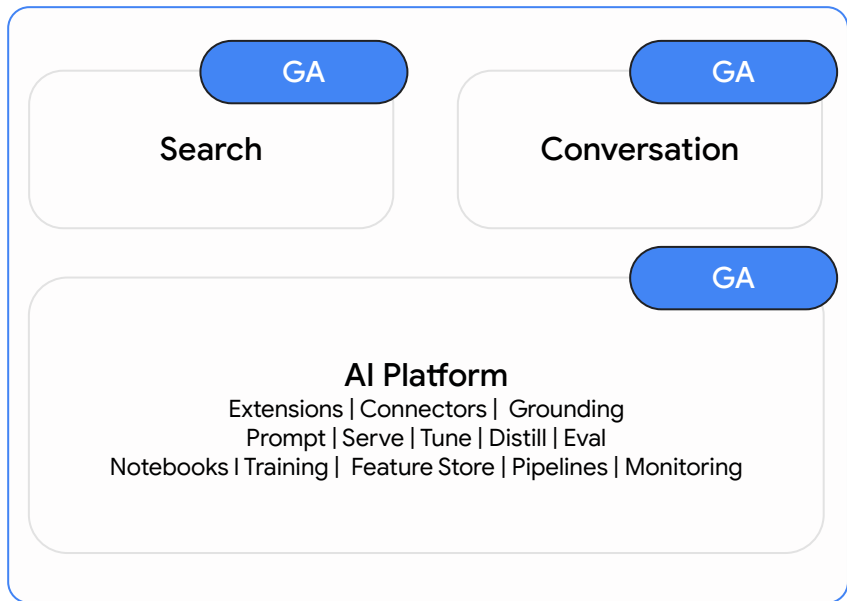 GA
GA
Search
Conversation
GA
AI Platform
Extensions | Connectors | Grounding
Prompt | Serve | Tune | Distill | Eval
Notebooks I Training | Feature Store | Pipelines | Monitoring